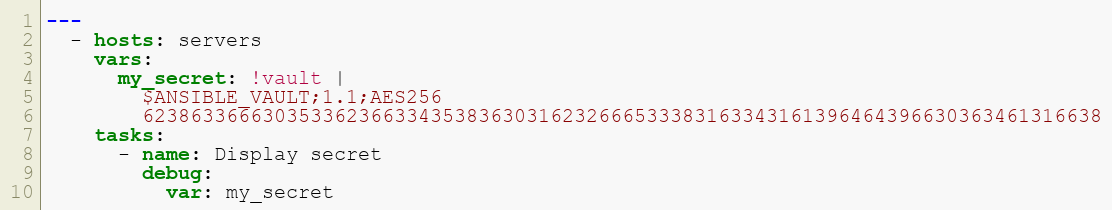 1 ---
2   - hosts: servers
3     vars:
4       my_secret: !vault |
5         $ANSIBLE_VAULT;1.1;AES256
6         62386336663035336236633435383630316232666533383163343161396464396630363461316638
7     tasks:
8       - name: Display secret
9         debug:
10           var: my_secret